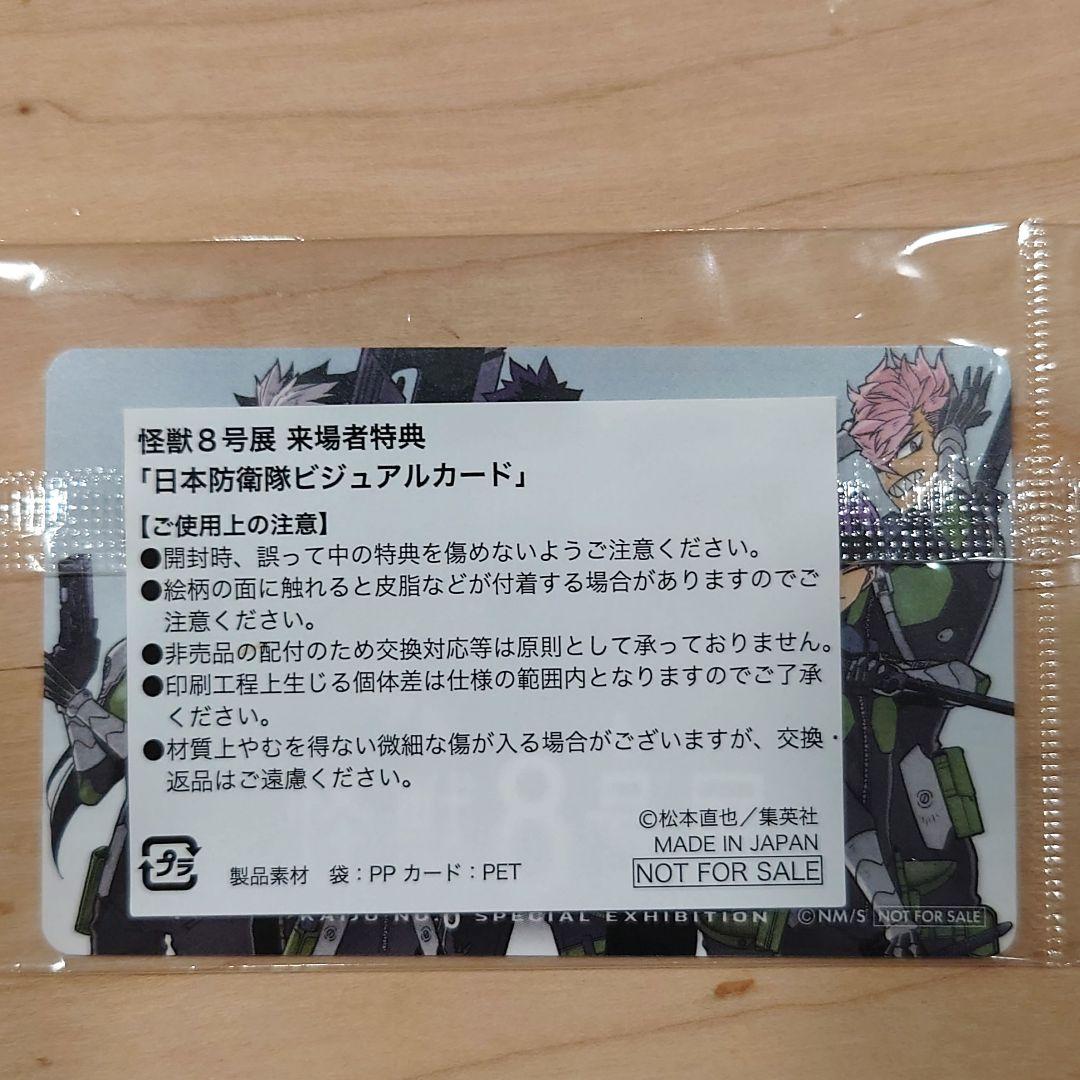 怪獣８号展 来場者特典
「日本防衛隊ビジュアルカード」
【ご使用上の注意】
●開封時、誤って中の特典を傷めないようご注意ください。
●絵柄の面に触れると皮脂などが付着する場合がありますのでご
注意ください。
●非売品の配付のため交換対応等は原則として承っておりません。
●印刷工程上生じる個体差は仕様の範囲内となりますのでご了承
ください。
●材質上やむを得ない微細な傷が入る場合がございますが、交換・
返品はご遠慮ください。
©松本直也／集英社
MADE IN JAPAN
NOT FOR SALE
プラ
製品素材　袋：PP カード：PET
KAIJU NO.8 SPECIAL EXHIBITION
©NM/S NOT FOR SALE